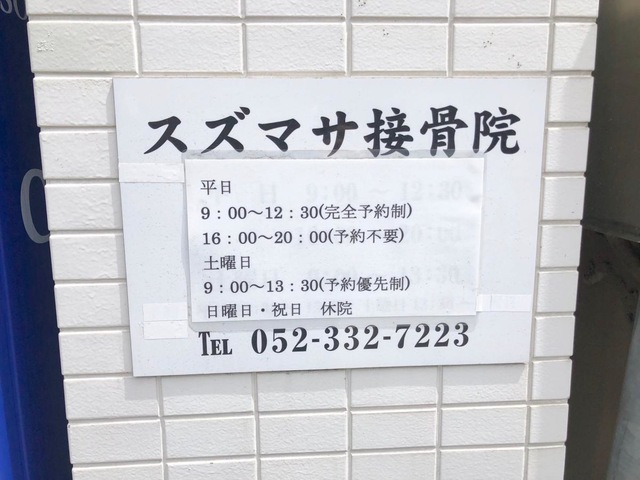 スズマサ接骨院
平日
9：00～12：30(完全予約制)
16：00～20：00(予約不要)
土曜日
9：00～13：30(予約優先制)
日曜日・祝日　休院
TEL 052-332-7223